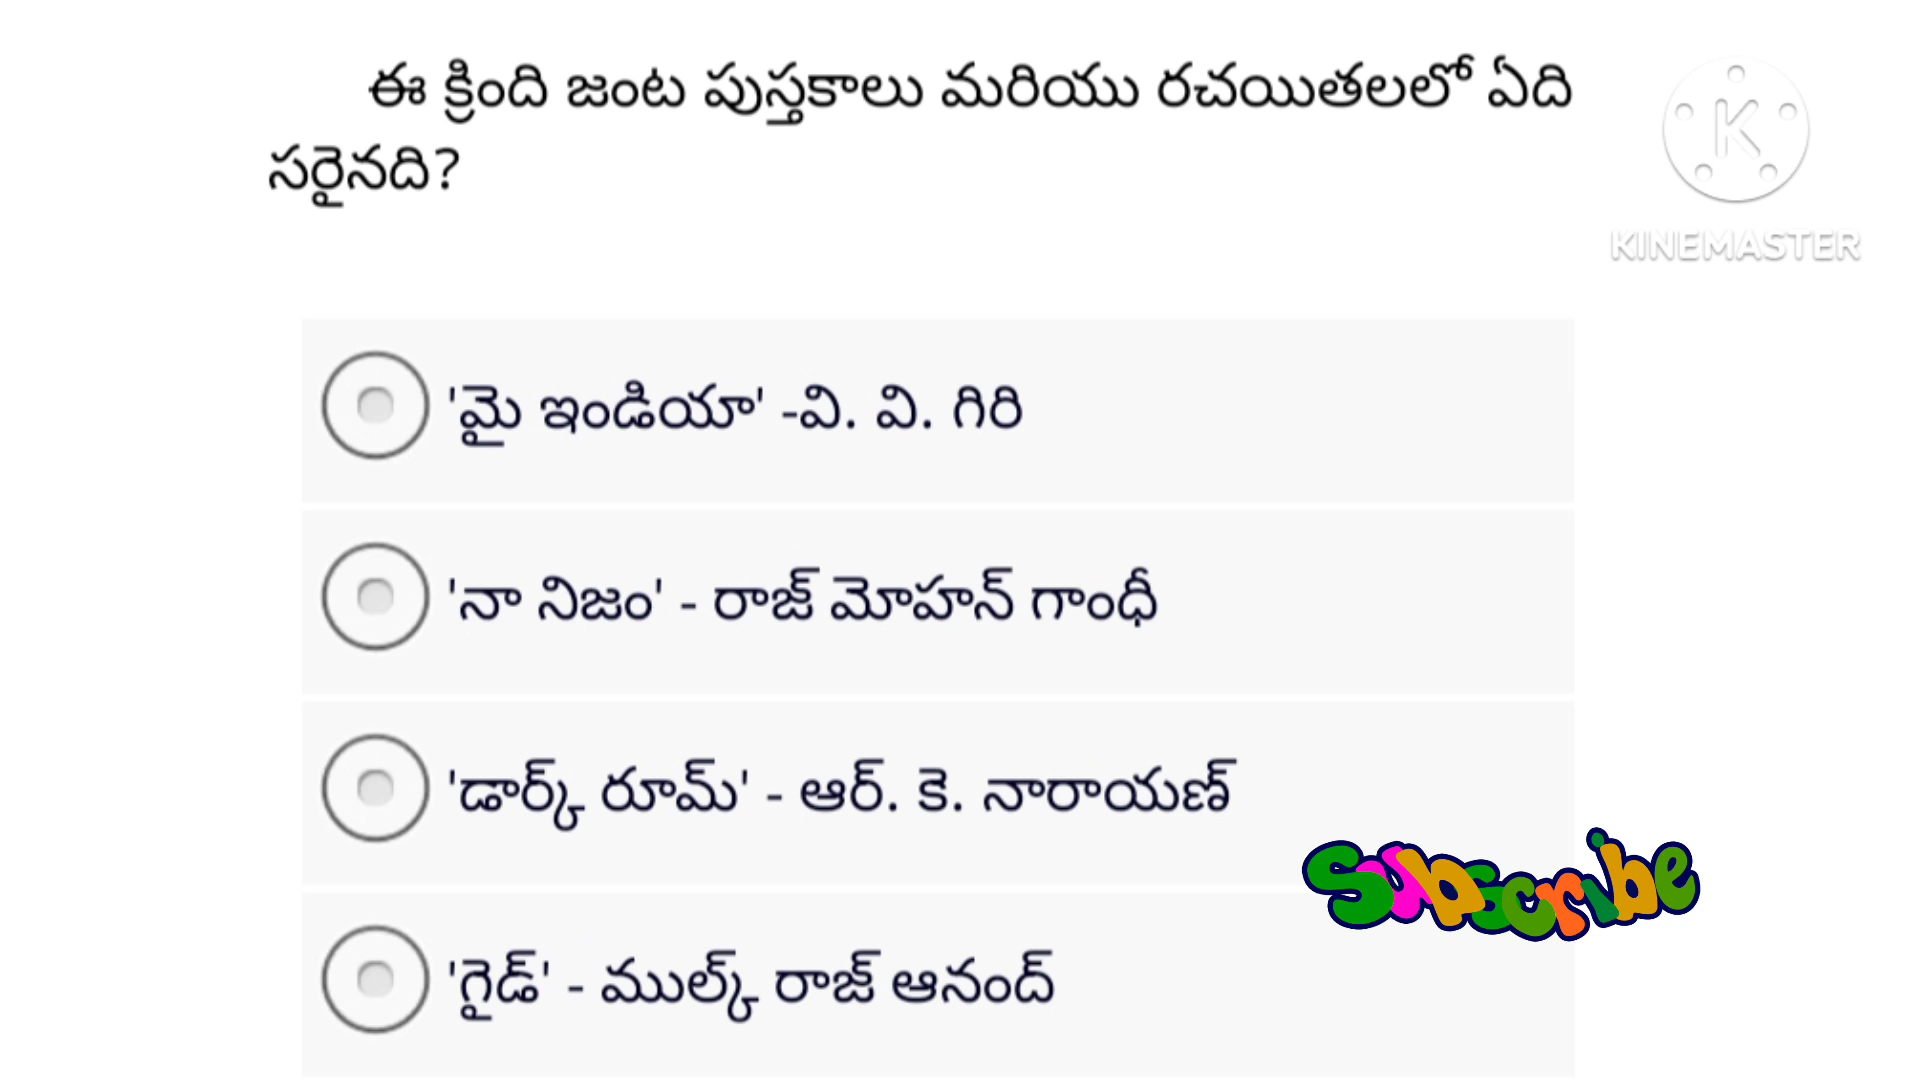 ఈ క్రింది జంట పుస్తకాలు మరియు రచయితలలో ఏది
సరైనది?
K
KINEMASTER
'మై ఇండియా' -వి. వి. గిరి
'నా నిజం' - రాజ్ మోహన్ గాంధీ
'డార్క్ రూమ్' - ఆర్. కె. నారాయణ్
Subscribe
'గైడ్' - ముల్క్ రాజ్ ఆనంద్